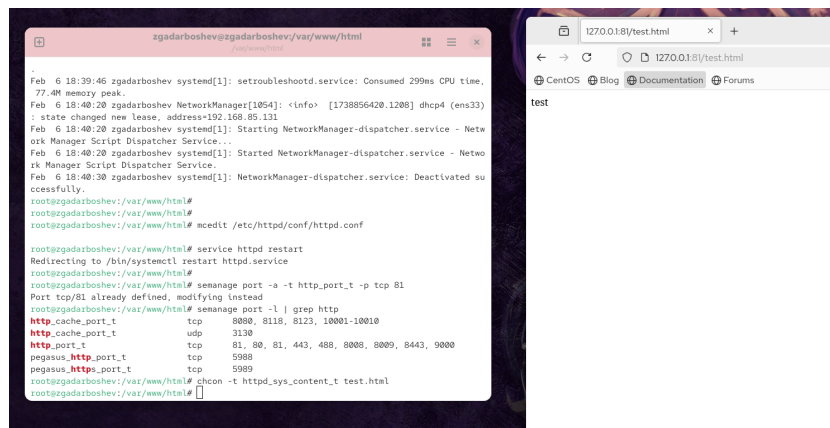 zgadarboshev@zgadarboshev:/var/www/html
/var/www/html
.
Feb  6 18:39:46 zgadarboshev systemd[1]: setroubleshootd.service: Consumed 299ms CPU time,
 77.4M memory peak.
Feb  6 18:40:20 zgadarboshev NetworkManager[1054]: <info>  [1738856420.1208] dhcp4 (ens33)
: state changed new lease, address=192.168.85.131
Feb  6 18:40:20 zgadarboshev systemd[1]: Starting NetworkManager-dispatcher.service - Netw
ork Manager Script Dispatcher Service...
Feb  6 18:40:20 zgadarboshev systemd[1]: Started NetworkManager-dispatcher.service - Netwo
rk Manager Script Dispatcher Service.
Feb  6 18:40:30 zgadarboshev systemd[1]: NetworkManager-dispatcher.service: Deactivated su
ccessfully.
root@zgadarboshev:/var/www/html#
root@zgadarboshev:/var/www/html#
root@zgadarboshev:/var/www/html# mcedit /etc/httpd/conf/httpd.conf
root@zgadarboshev:/var/www/html# service httpd restart
Redirecting to /bin/systemctl restart httpd.service
root@zgadarboshev:/var/www/html#
root@zgadarboshev:/var/www/html# semanage port -a -t http_port_t -p tcp 81
Port tcp/81 already defined, modifying instead
root@zgadarboshev:/var/www/html# semanage port -l | grep http
http_cache_port_t              tcp      8080, 8118, 8123, 10001-10010
http_cache_port_t              udp      3130
http_port_t                    tcp      81, 80, 81, 443, 488, 8008, 8009, 8443, 9000
pegasus_http_port_t            tcp      5988
pegasus_https_port_t           tcp      5989
root@zgadarboshev:/var/www/html# chcon -t httpd_sys_content_t test.html
root@zgadarboshev:/var/www/html#
127.0.0.1:81/test.html
127.0.0.1:81/test.html
CentOS Blog Documentation Forums
test